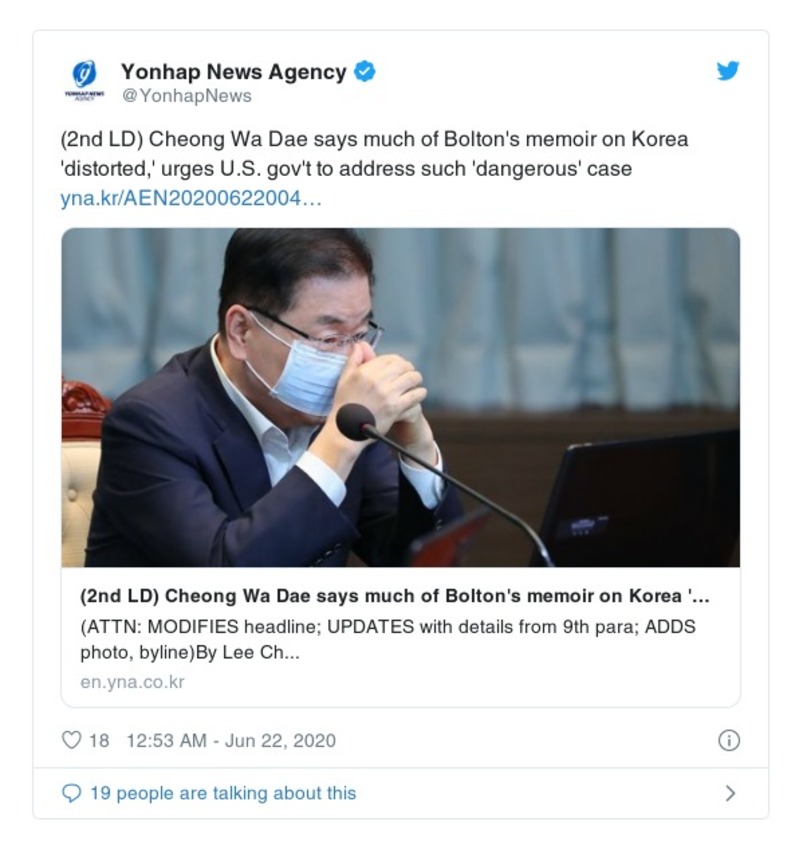 Yonhap News Agency
@YonhapNews
YONHAP NEWS
AGENCY
(2nd LD) Cheong Wa Dae says much of Bolton's memoir on Korea
'distorted,' urges U.S. gov't to address such 'dangerous' case
yna.kr/AEN20200622004…
(2nd LD) Cheong Wa Dae says much of Bolton's memoir on Korea '...
(ATTN: MODIFIES headline; UPDATES with details from 9th para; ADDS
photo, byline)By Lee Ch...
en.yna.co.kr
18 12:53 AM - Jun 22, 2020
19 people are talking about this